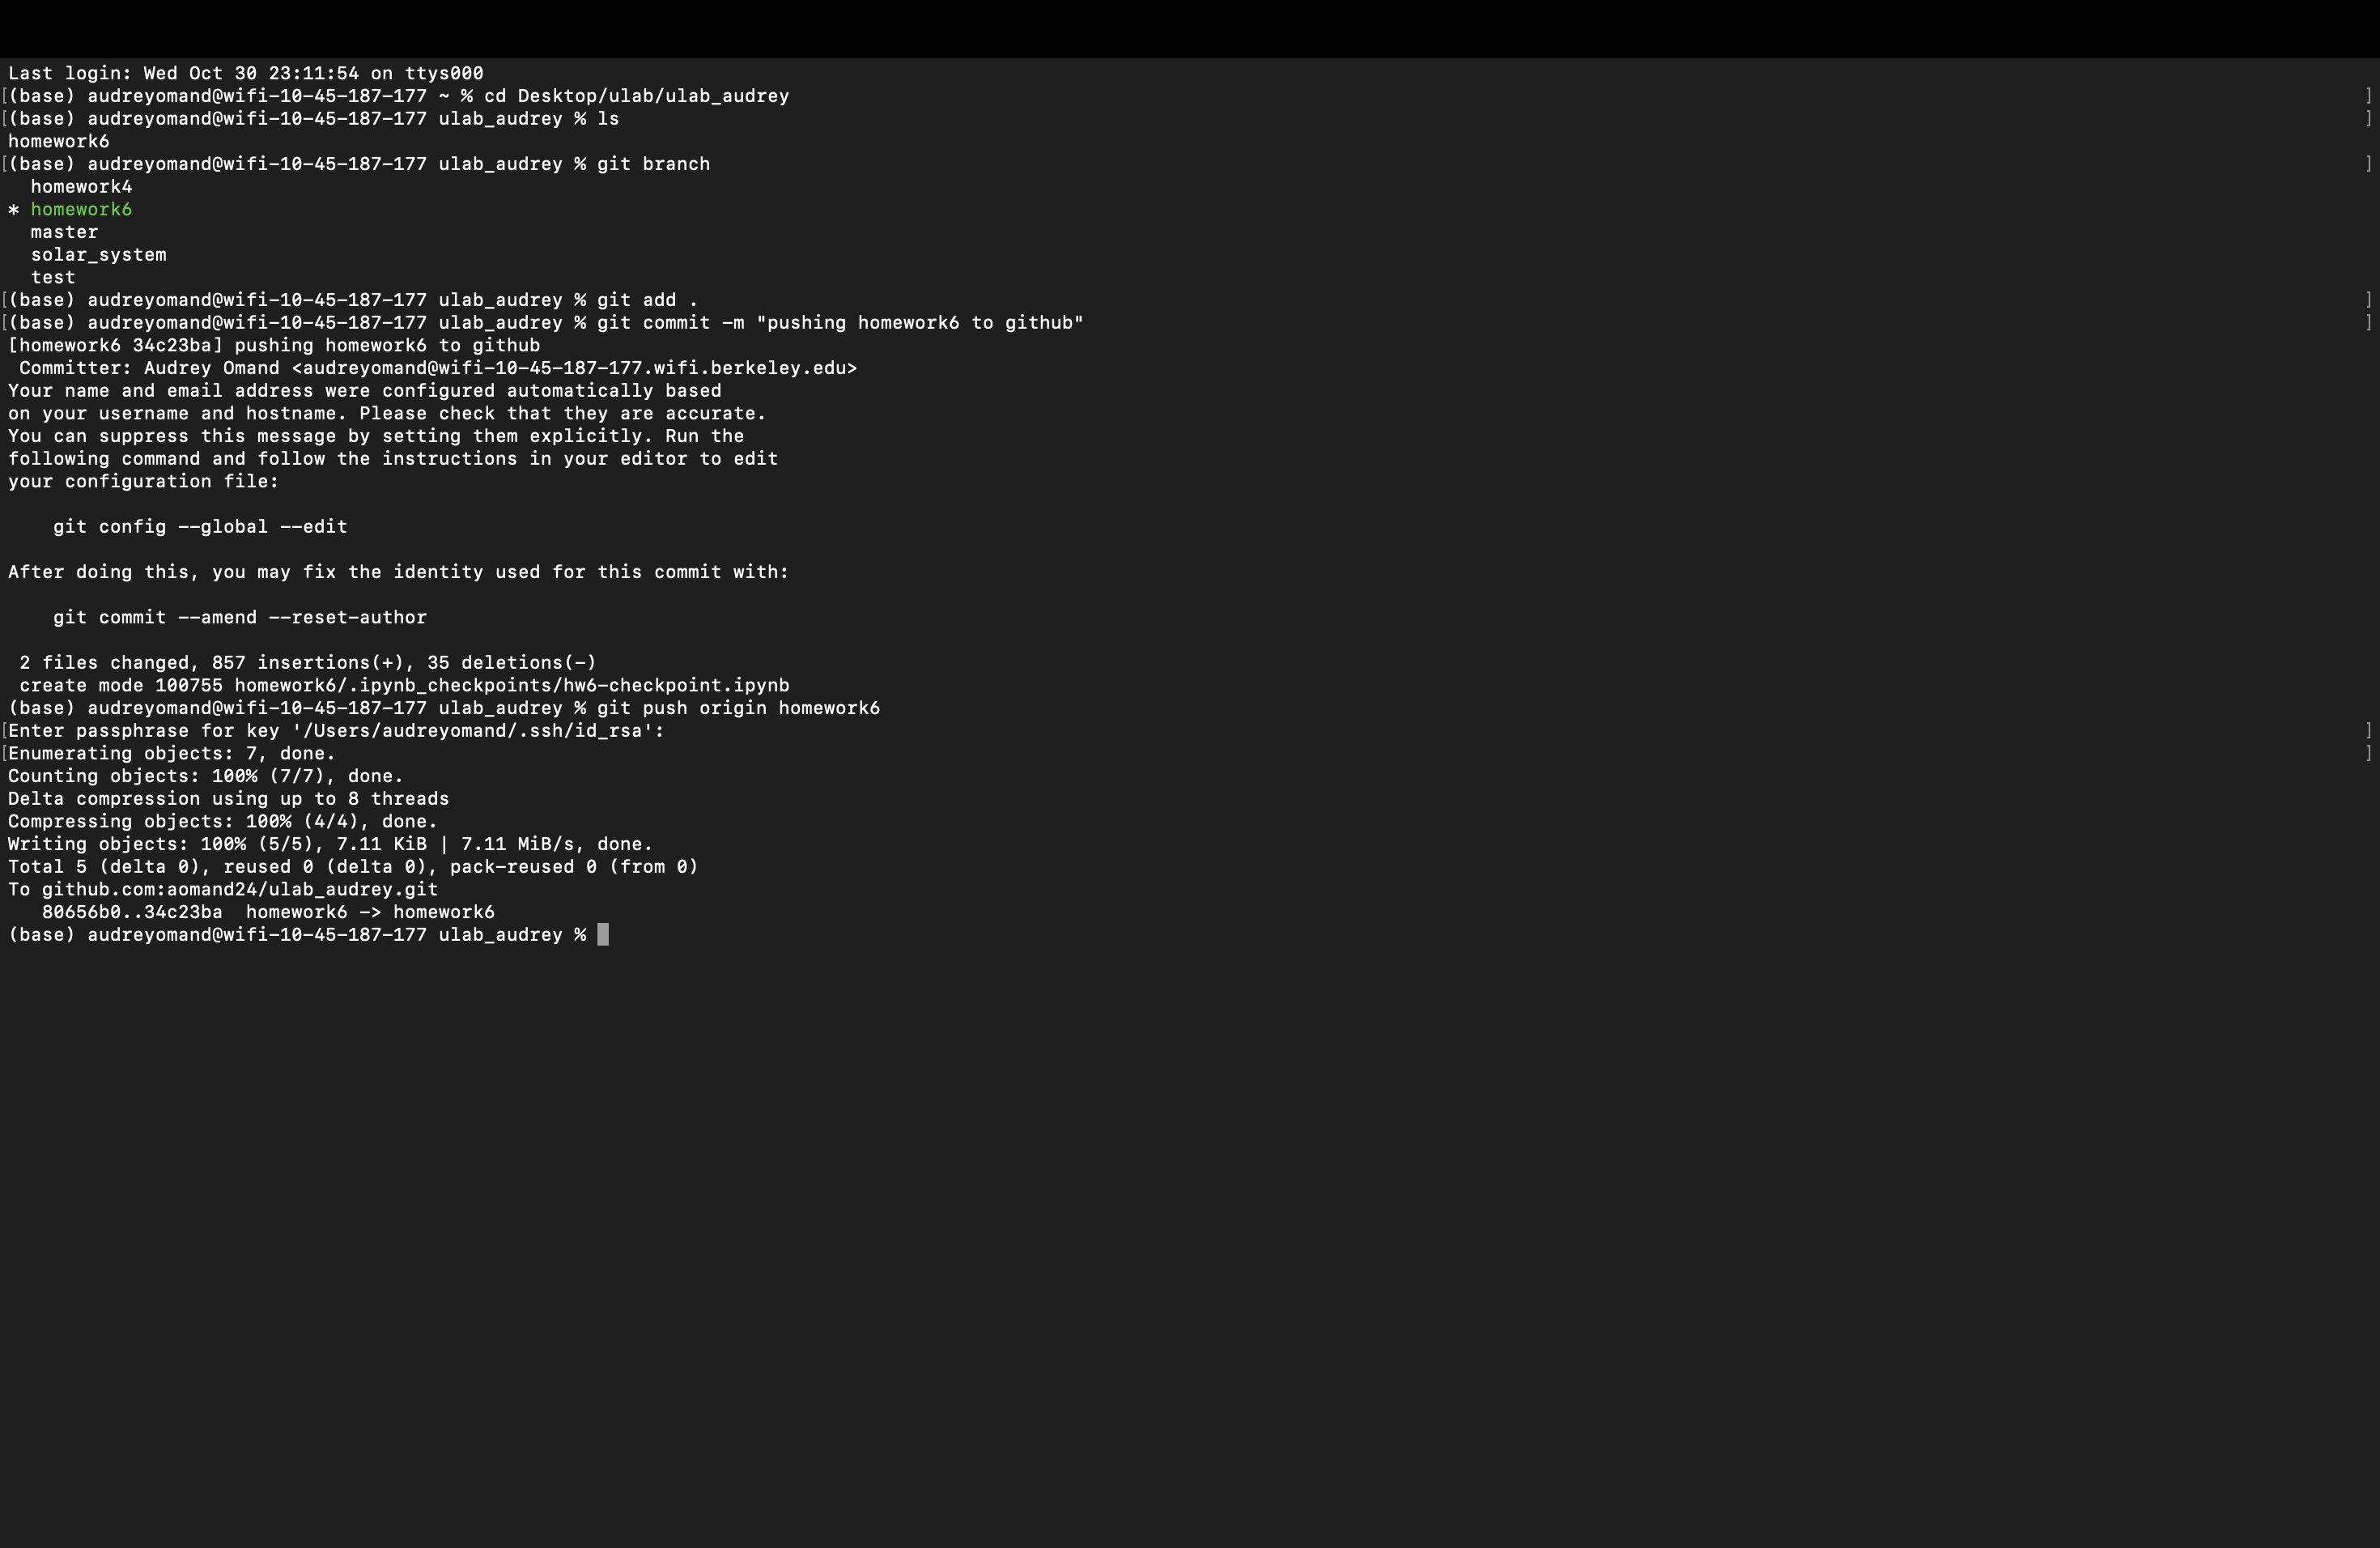 Last login: Wed Oct 30 23:11:54 on ttys000
[(base) audreyomand@wifi-10-45-187-177 ~ % cd Desktop/ulab/ulab_audrey ]
[(base) audreyomand@wifi-10-45-187-177 ulab_audrey % ls ]
homework6
[(base) audreyomand@wifi-10-45-187-177 ulab_audrey % git branch ]
  homework4
* homework6
  master
  solar_system
  test
[(base) audreyomand@wifi-10-45-187-177 ulab_audrey % git add . ]
[(base) audreyomand@wifi-10-45-187-177 ulab_audrey % git commit -m "pushing homework6 to github" ]
[homework6 34c23ba] pushing homework6 to github
 Committer: Audrey Omand <audreyomand@wifi-10-45-187-177.wifi.berkeley.edu>
Your name and email address were configured automatically based
on your username and hostname. Please check that they are accurate.
You can suppress this message by setting them explicitly. Run the
following command and follow the instructions in your editor to edit
your configuration file:

    git config --global --edit

After doing this, you may fix the identity used for this commit with:

    git commit --amend --reset-author

 2 files changed, 857 insertions(+), 35 deletions(-)
 create mode 100755 homework6/.ipynb_checkpoints/hw6-checkpoint.ipynb
(base) audreyomand@wifi-10-45-187-177 ulab_audrey % git push origin homework6
[Enter passphrase for key '/Users/audreyomand/.ssh/id_rsa': ]
[Enumerating objects: 7, done. ]
Counting objects: 100% (7/7), done.
Delta compression using up to 8 threads
Compressing objects: 100% (4/4), done.
Writing objects: 100% (5/5), 7.11 KiB | 7.11 MiB/s, done.
Total 5 (delta 0), reused 0 (delta 0), pack-reused 0 (from 0)
To github.com:aomand24/ulab_audrey.git
   80656b0..34c23ba  homework6 -> homework6
(base) audreyomand@wifi-10-45-187-177 ulab_audrey %